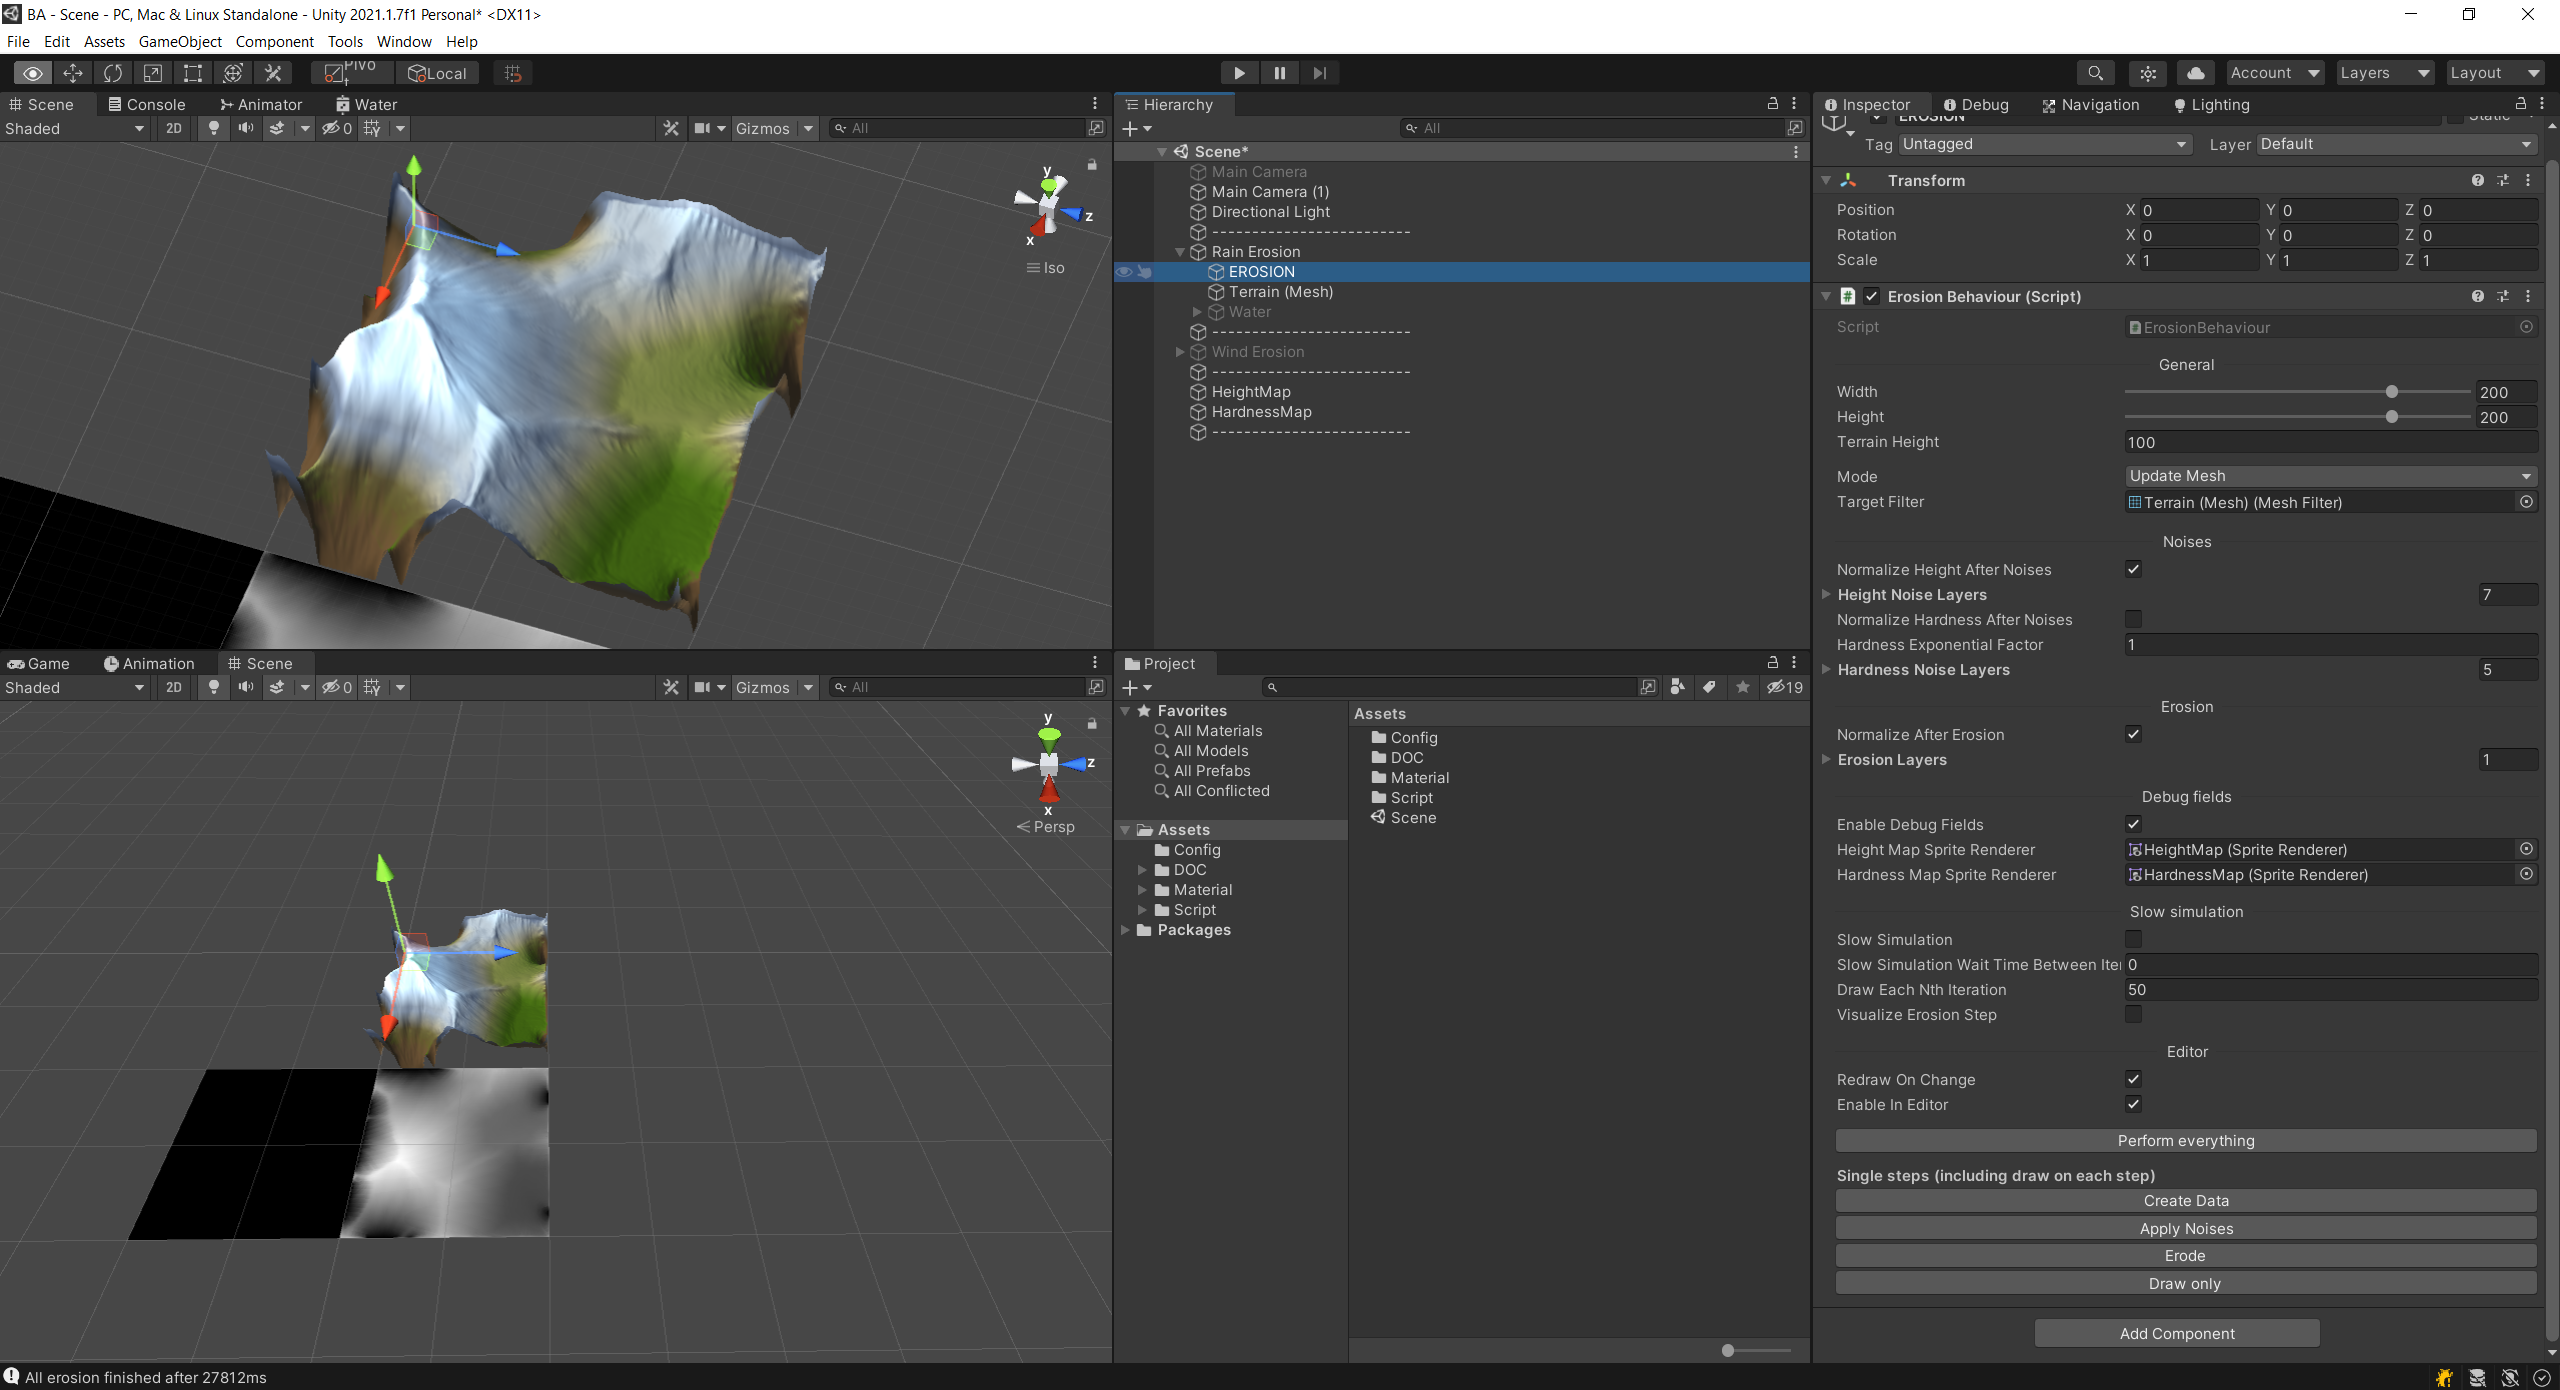 BA - Scene - PC, Mac & Linux Standalone - Unity 2021.1.7f1 Personal* <DX11>
File Edit Assets GameObject Component Tools Window Help
Pivot Local
Account Layers Layout
Scene Console Animator Water
Shaded 2D 0 Gizmos All
y
z
x
Iso
Game Animation Scene
Shaded 2D 0 Gizmos All
y
z
x
Persp
Hierarchy
All
Scene*
Main Camera
Main Camera (1)
Directional Light
-------------------------
Rain Erosion
EROSION
Terrain (Mesh)
Water
-------------------------
Wind Erosion
-------------------------
HeightMap
HardnessMap
-------------------------
Project
19
Favorites
All Materials
All Models
All Prefabs
All Conflicted
Assets
Config
DOC
Material
Script
Packages
Assets
Config
DOC
Material
Script
Scene
Inspector Debug Navigation Lighting
EROSION Static
Tag Untagged Layer Default
Transform
Position X 0 Y 0 Z 0
Rotation X 0 Y 0 Z 0
Scale X 1 Y 1 Z 1
# Erosion Behaviour (Script)
Script ErosionBehaviour
General
Width 200
Height 200
Terrain Height 100
Mode Update Mesh
Target Filter Terrain (Mesh) (Mesh Filter)
Noises
Normalize Height After Noises
Height Noise Layers 7
Normalize Hardness After Noises
Hardness Exponential Factor 1
Hardness Noise Layers 5
Erosion
Normalize After Erosion
Erosion Layers 1
Debug fields
Enable Debug Fields
Height Map Sprite Renderer HeightMap (Sprite Renderer)
Hardness Map Sprite Renderer HardnessMap (Sprite Renderer)
Slow simulation
Slow Simulation
Slow Simulation Wait Time Between Iter 0
Draw Each Nth Iteration 50
Visualize Erosion Step
Editor
Redraw On Change
Enable In Editor
Perform everything
Single steps (including draw on each step)
Create Data
Apply Noises
Erode
Draw only
Add Component
All erosion finished after 27812ms